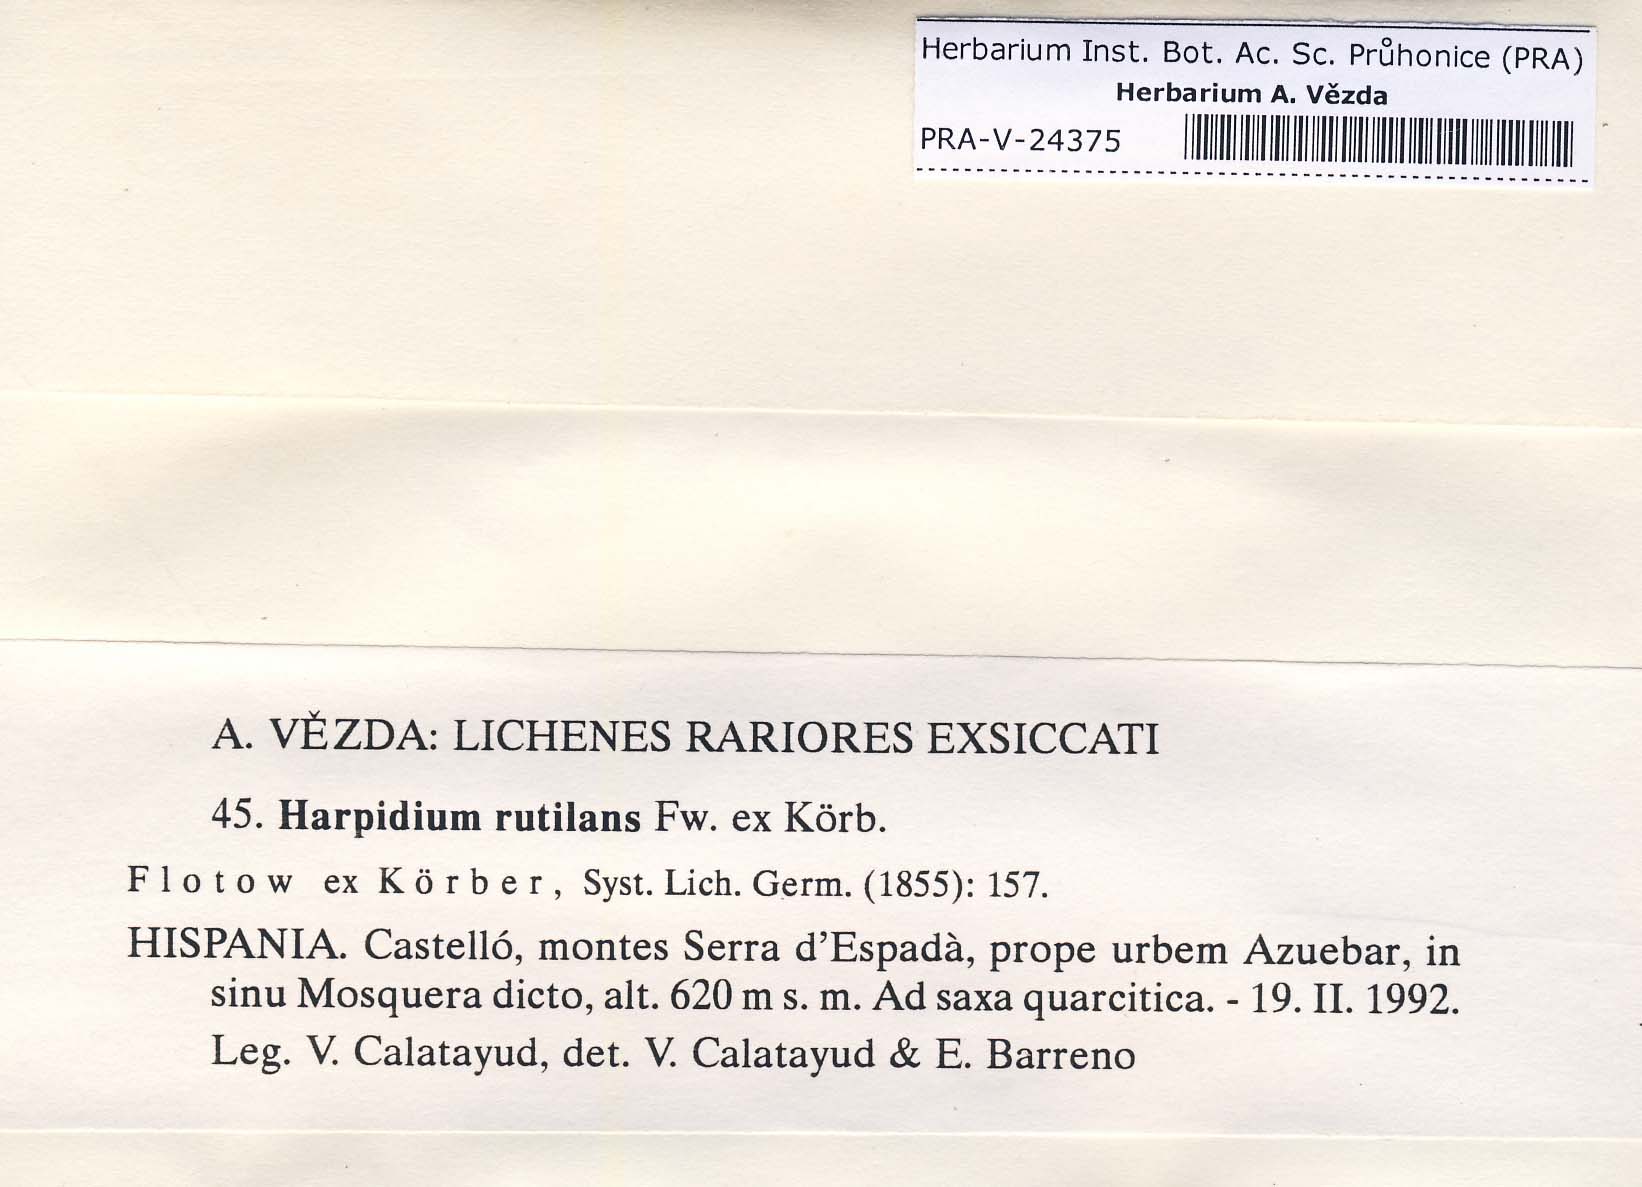 Herbarium Inst. Bot. Ac. Sc. Průhonice (PRA)
Herbarium A. Vězda
PRA-V-24375
A. VĚZDA: LICHENES RARIORES EXSICCATI
45. Harpidium rutilans Fw. ex Körb.
Flotow ex Körber, Syst. Lich. Germ. (1855): 157.
HISPANIA. Castelló, montes Serra d'Espadà, prope urbem Azuebar, in
sinu Mosquera dicto, alt. 620 m s. m. Ad saxa quarcitica. - 19. II. 1992.
Leg. V. Calatayud, det. V. Calatayud & E. Barreno